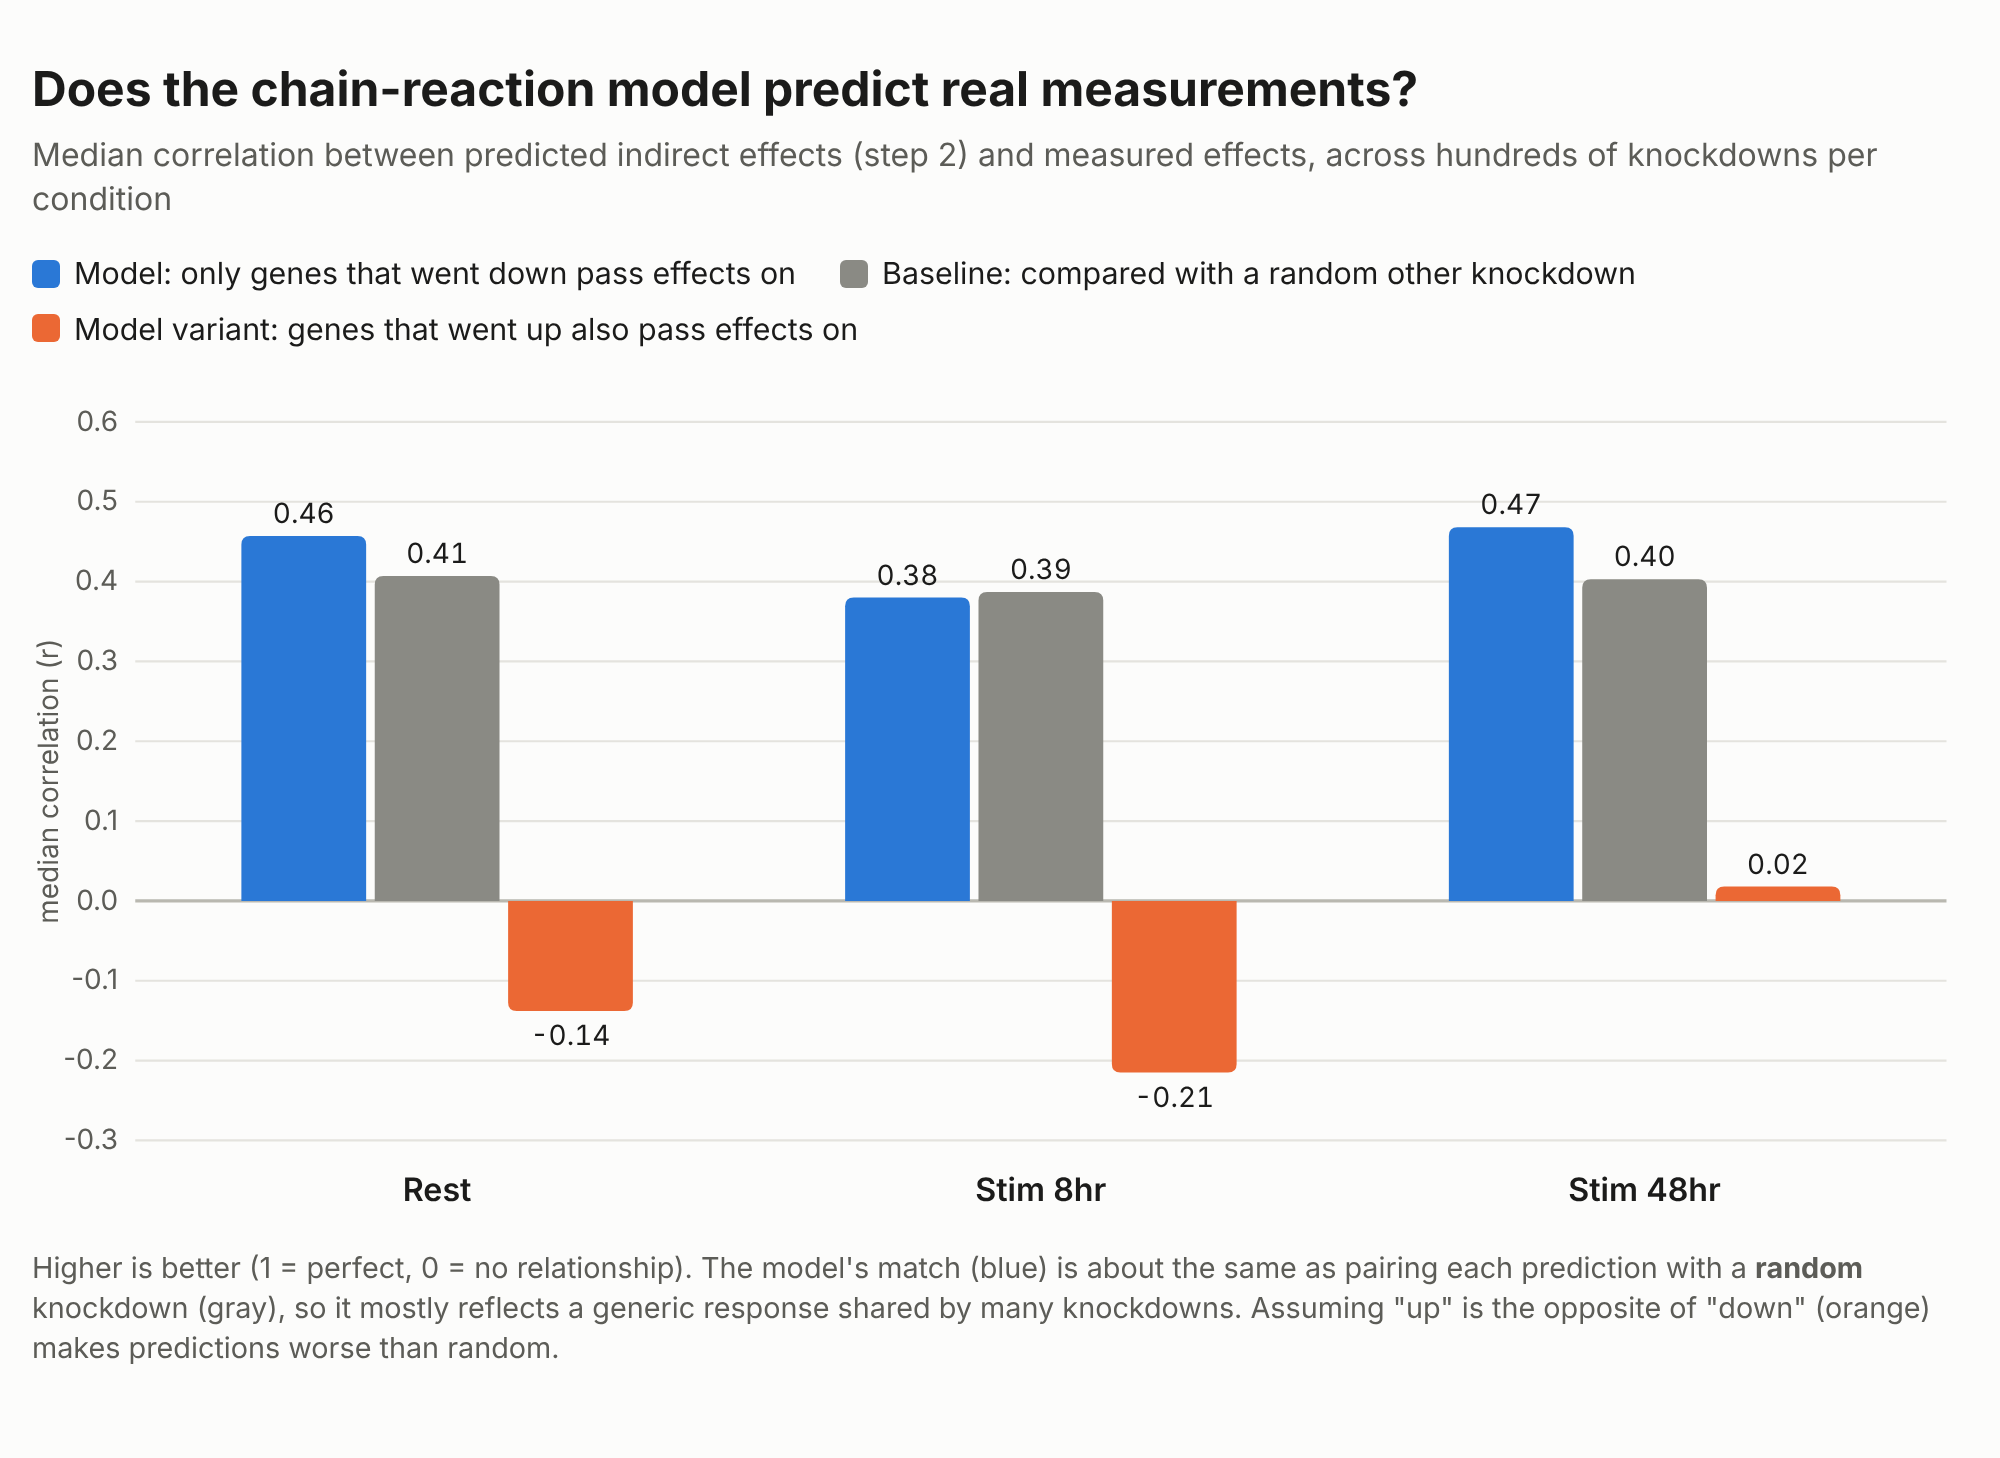 Does the chain-reaction model predict real measurements?
Median correlation between predicted indirect effects (step 2) and measured effects, across hundreds of knockdowns per
condition
Model: only genes that went down pass effects on
Baseline: compared with a random other knockdown
Model variant: genes that went up also pass effects on
median correlation (r)
0.6
0.5
0.4
0.3
0.2
0.1
0.0
-0.1
-0.2
-0.3
0.46
0.41
-0.14
0.38
0.39
-0.21
0.47
0.40
0.02
Rest
Stim 8hr
Stim 48hr
Higher is better (1 = perfect, 0 = no relationship). The model's match (blue) is about the same as pairing each prediction with a random
knockdown (gray), so it mostly reflects a generic response shared by many knockdowns. Assuming "up" is the opposite of "down" (orange)
makes predictions worse than random.